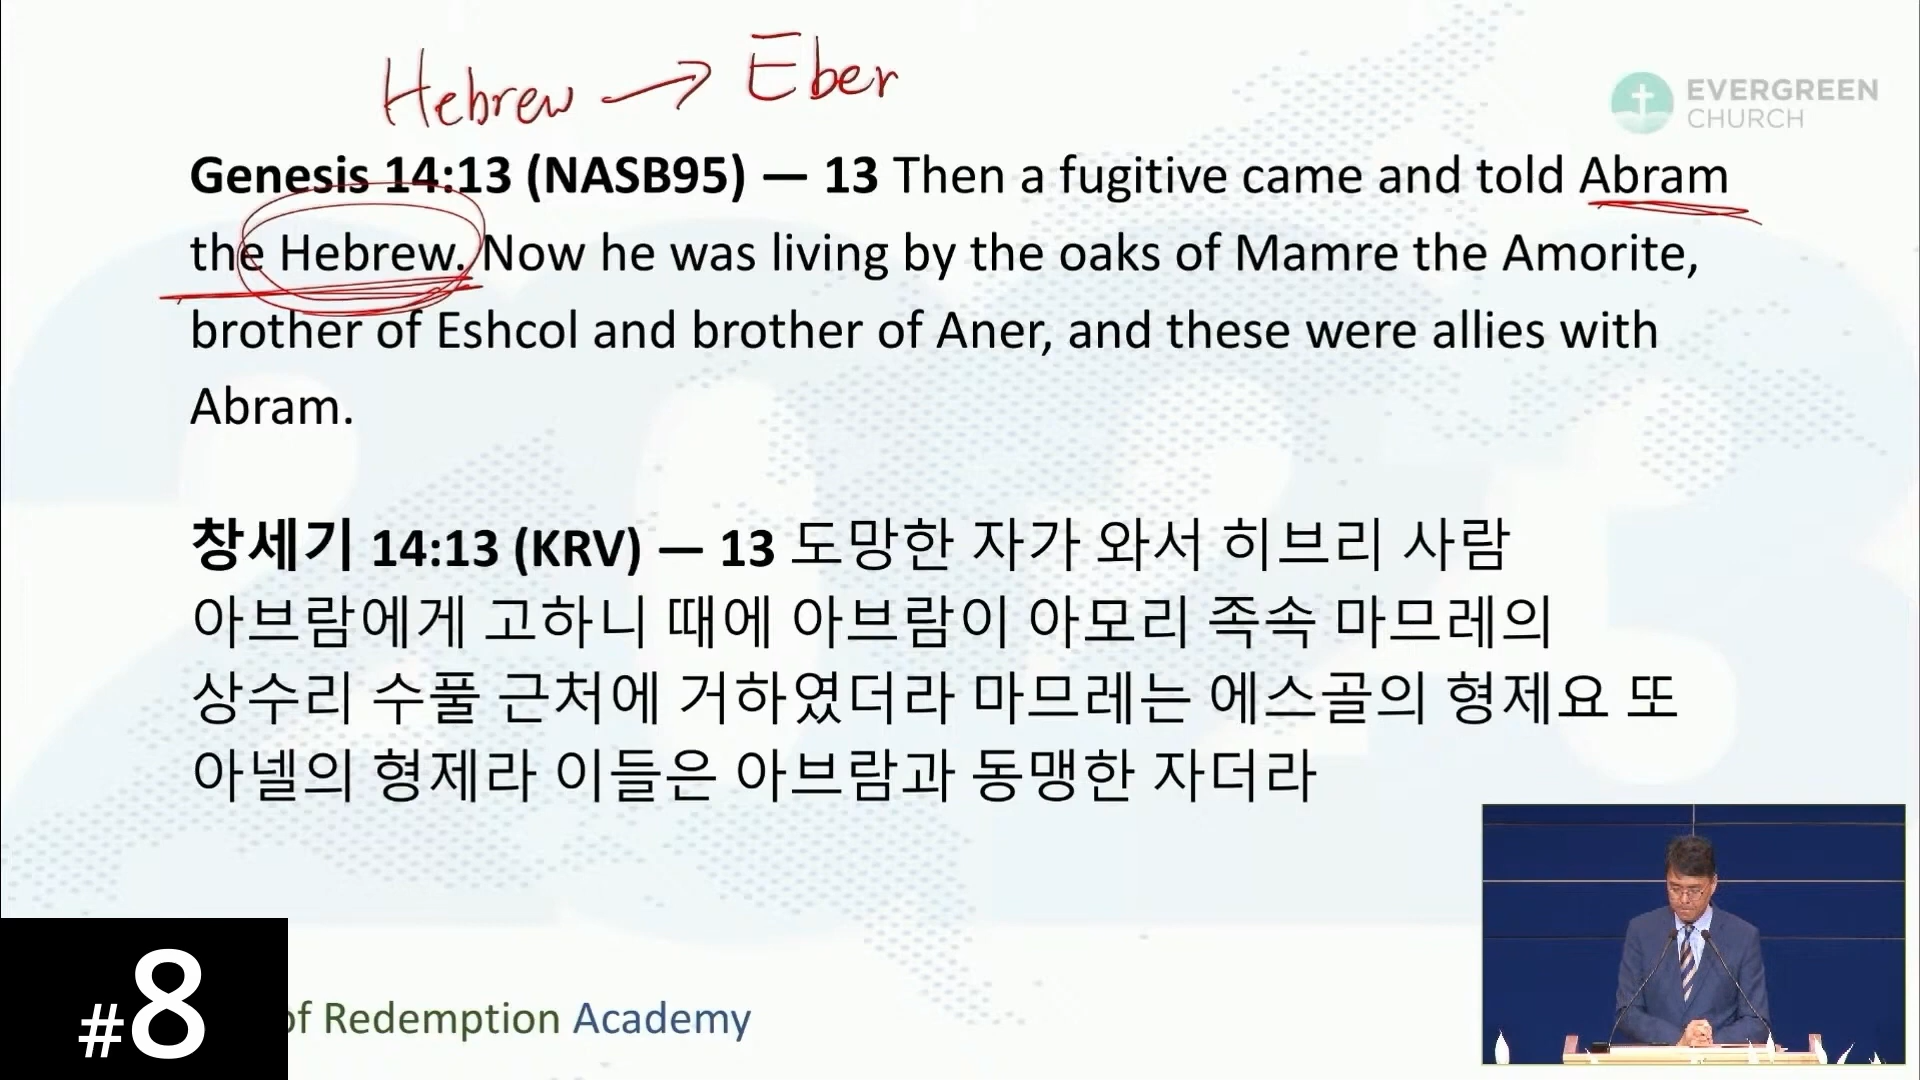 Hebrew → Eber
EVERGREEN
CHURCH
Genesis 14:13 (NASB95) — 13 Then a fugitive came and told Abram
the Hebrew. Now he was living by the oaks of Mamre the Amorite,
brother of Eshcol and brother of Aner, and these were allies with
Abram.
창세기 14:13 (KRV) — 13 도망한 자가 와서 히브리 사람
아브람에게 고하니 때에 아브람이 아모리 족속 마므레의
상수리 수풀 근처에 거하였더라 마므레는 에스골의 형제요 또
아넬의 형제라 이들은 아브람과 동맹한 자더라
#8
of Redemption Academy